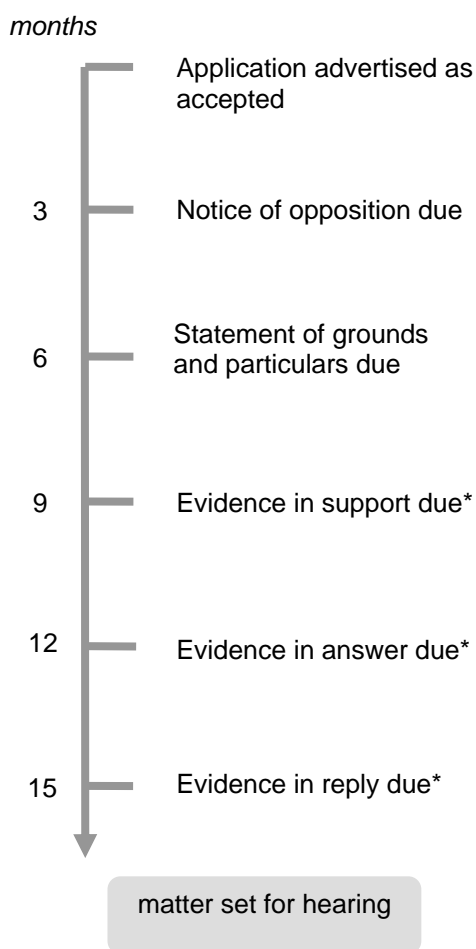 months
Application advertised as
accepted
3 Notice of opposition due
Statement of grounds
6 and particulars due
9 Evidence in support due*
12 Evidence in answer due*
15 Evidence in reply due*
matter set for hearing